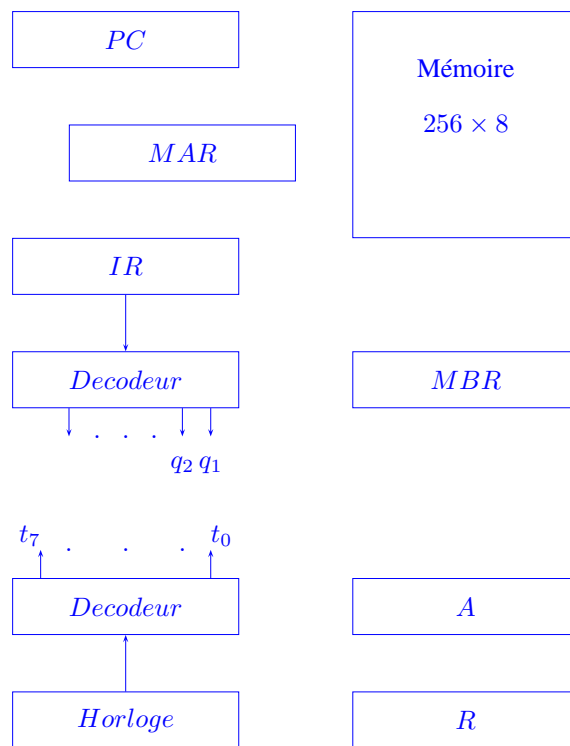 PC
Mémoire
256 × 8
MAR
IR
Decodeur
MBR
. . .
q₂ q₁
t₇ . . . t₀
Decodeur
A
Horloge
R